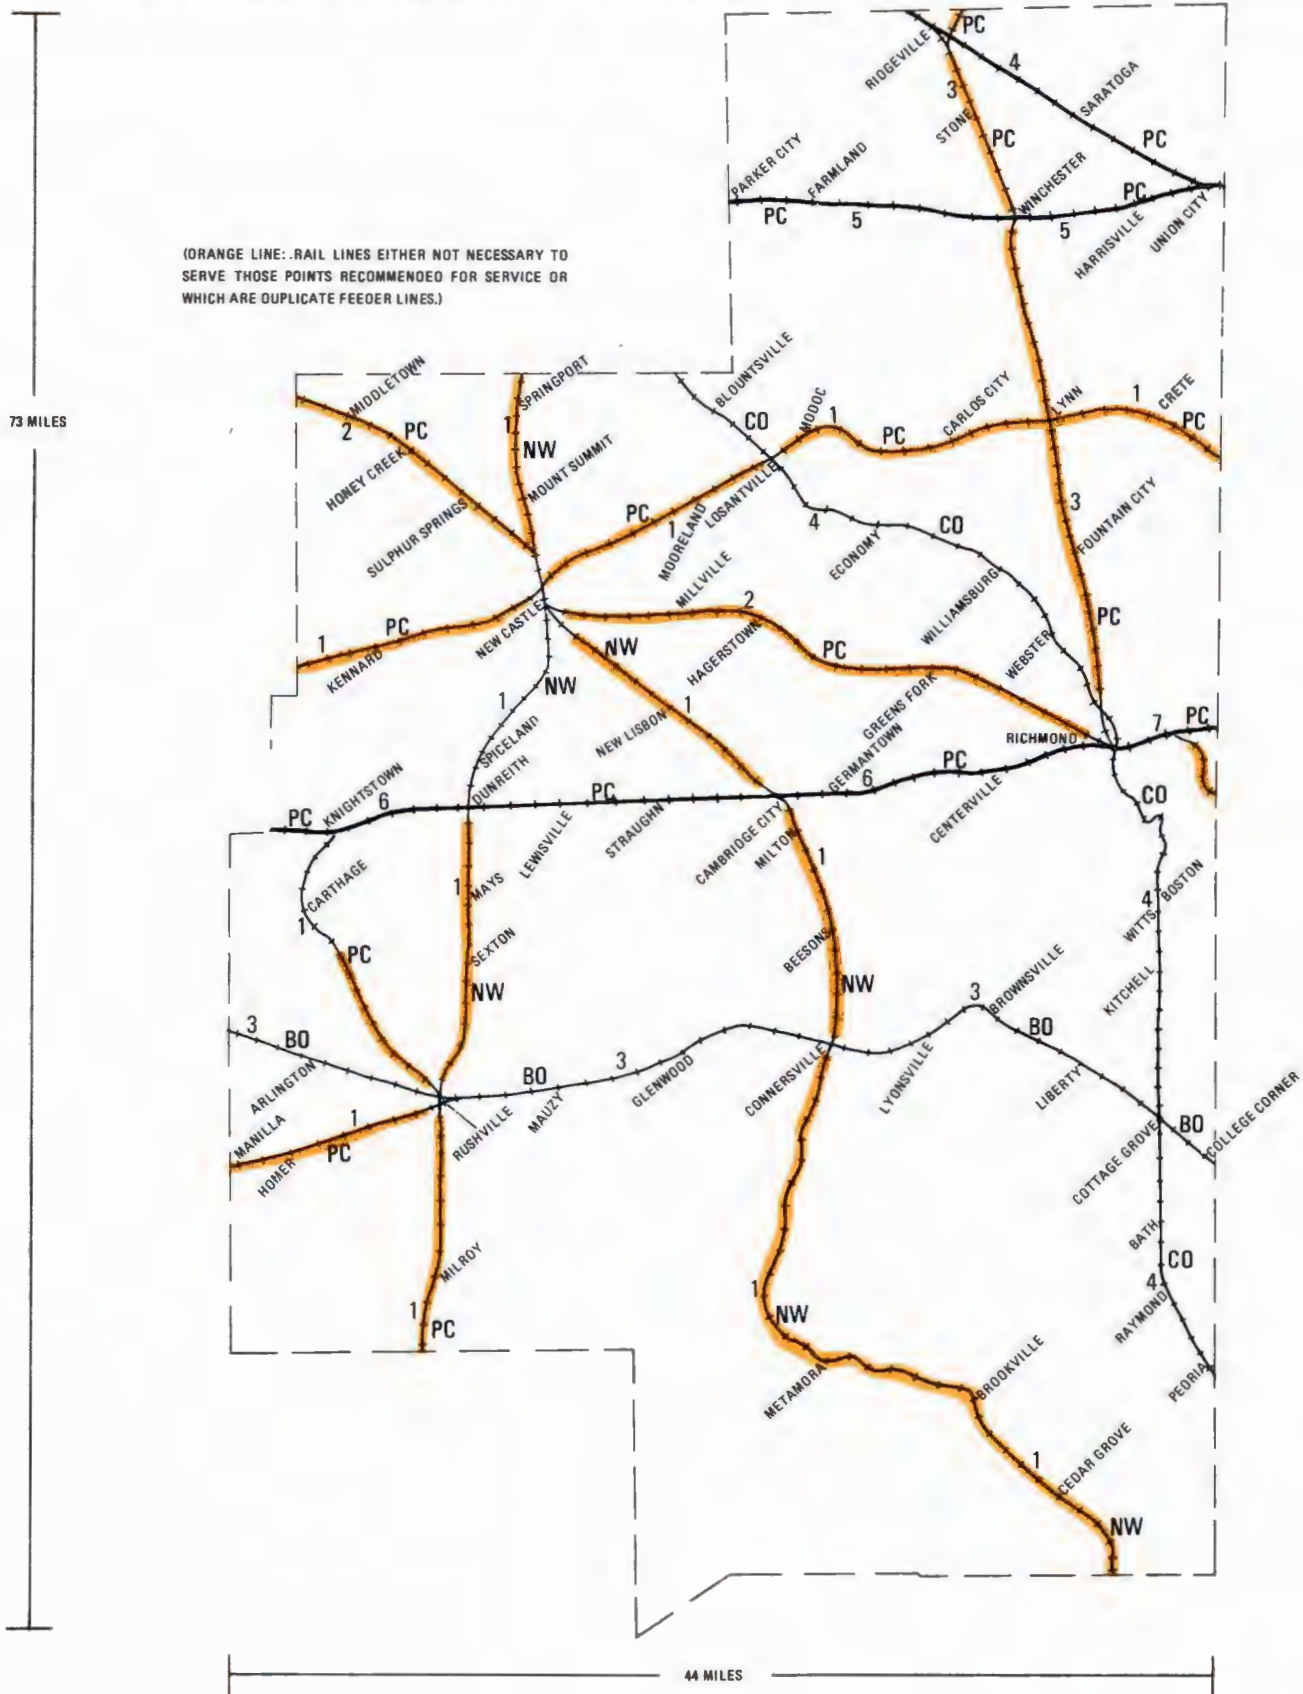 PC
RIDGEVILLE
4
3
SARATOGA
STONE
PC
PC
PARKER CITY
FARMLAND
WINCHESTER
PC
PC
5
5
HARRISVILLE
UNION CITY
(ORANGE LINE:.RAIL LINES EITHER NOT NECESSARY TO
SERVE THOSE POINTS RECOMMENDED FOR SERVICE OR
WHICH ARE DUPLICATE FEEDER LINES.)
73 MILES
MIDDLETOWN
2
PC
HONEY CREEK
SULPHUR SPRINGS
SPRINGPORT
1
NW
MOUNT SUMMIT
BLOUNTSVILLE
CO
MODOC
1
PC
CARLOS CITY
LYNN
1
CRETE
PC
PC
1
MOORELAND
LOSANTVILLE
4
CO
ECONOMY
3
FOUNTAIN CITY
MILLVILLE
2
WILLIAMSBURG
PC
1
PC
KENNARD
NEW CASTLE
NW
HAGERSTOWN
PC
WEBSTER
NW
1
NEW LISBON
1
GREENS FORK
RICHMOND
7
PC
SPICELAND
DUNREITH
GERMANTOWN
KNIGHTSTOWN
PC
6
PC
6
PC
LEWISVILLE
STRAUGHN
CAMBRIDGE CITY
MILTON
CENTERVILLE
CO
CARTHAGE
1
PC
1
MAYS
SEXTON
NW
1
BEESONS
NW
4
WITTS
BOSTON
KITCHELL
3
BO
ARLINGTON
BO
3
MAUZY
GLENWOOD
CONNERSVILLE
LYONSVILLE
3
BROWNSVILLE
BO
LIBERTY
BO
COLLEGE CORNER
COTTAGE GROVE
MANILLA
1
HOMER
PC
RUSHVILLE
MILROY
1
PC
BATH
CO
4
RAYMOND
PEORIA
1
NW
METAMORA
BROOKVILLE
1
CEDAR GROVE
NW
44 MILES